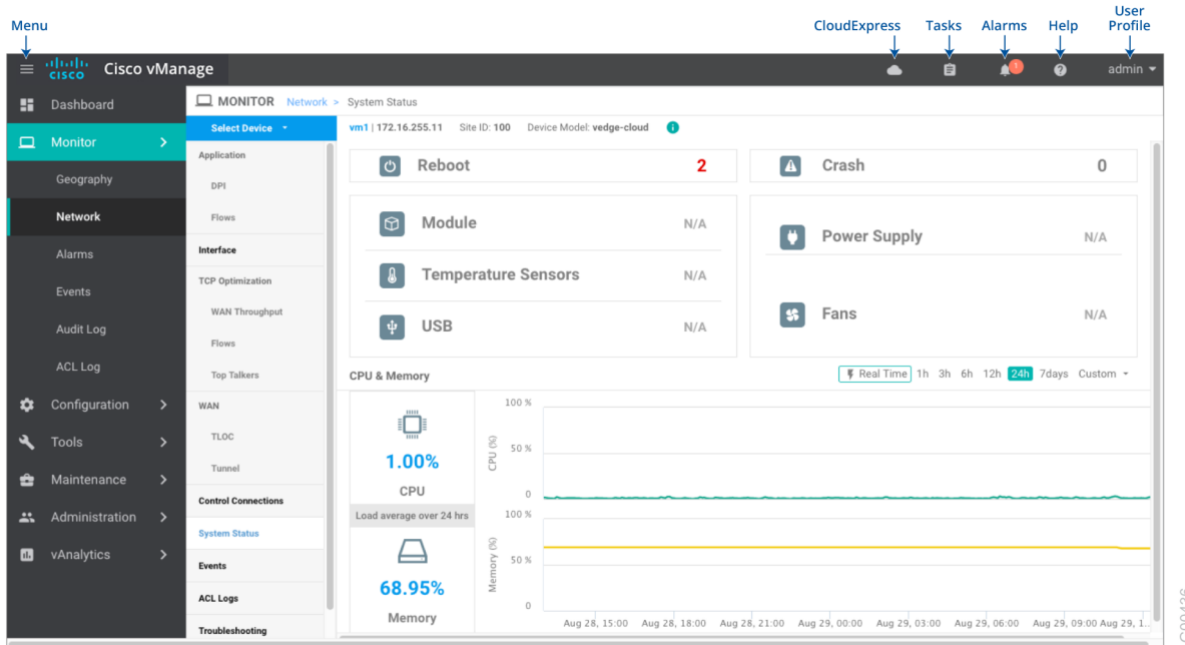 Menu
CloudExpress Tasks Alarms Help User Profile
cisco Cisco vManage 1 admin
Dashboard
Monitor
Geography
Network
Alarms
Events
Audit Log
ACL Log
Configuration
Tools
Maintenance
Administration
vAnalytics
MONITOR Network > System Status
Select Device
Application
DPI
Flows
Interface
TCP Optimization
WAN Throughput
Flows
Top Talkers
WAN
TLOC
Tunnel
Control Connections
System Status
Events
ACL Logs
Troubleshooting
vm1 | 172.16.255.11 Site ID: 100 Device Model: vedge-cloud
Reboot 2
Crash 0
Module N/A
Temperature Sensors N/A
USB N/A
Power Supply N/A
Fans N/A
CPU & Memory
Real Time 1h 3h 6h 12h 24h 7days Custom
1.00%
CPU
Load average over 24 hrs
68.95%
Memory
CPU (%)
100 %
50 %
0
Memory (%)
100 %
50 %
0
Aug 28, 15:00 Aug 28, 18:00 Aug 28, 21:00 Aug 29, 00:00 Aug 29, 03:00 Aug 29, 06:00 Aug 29, 09:00 Aug 29, 1..